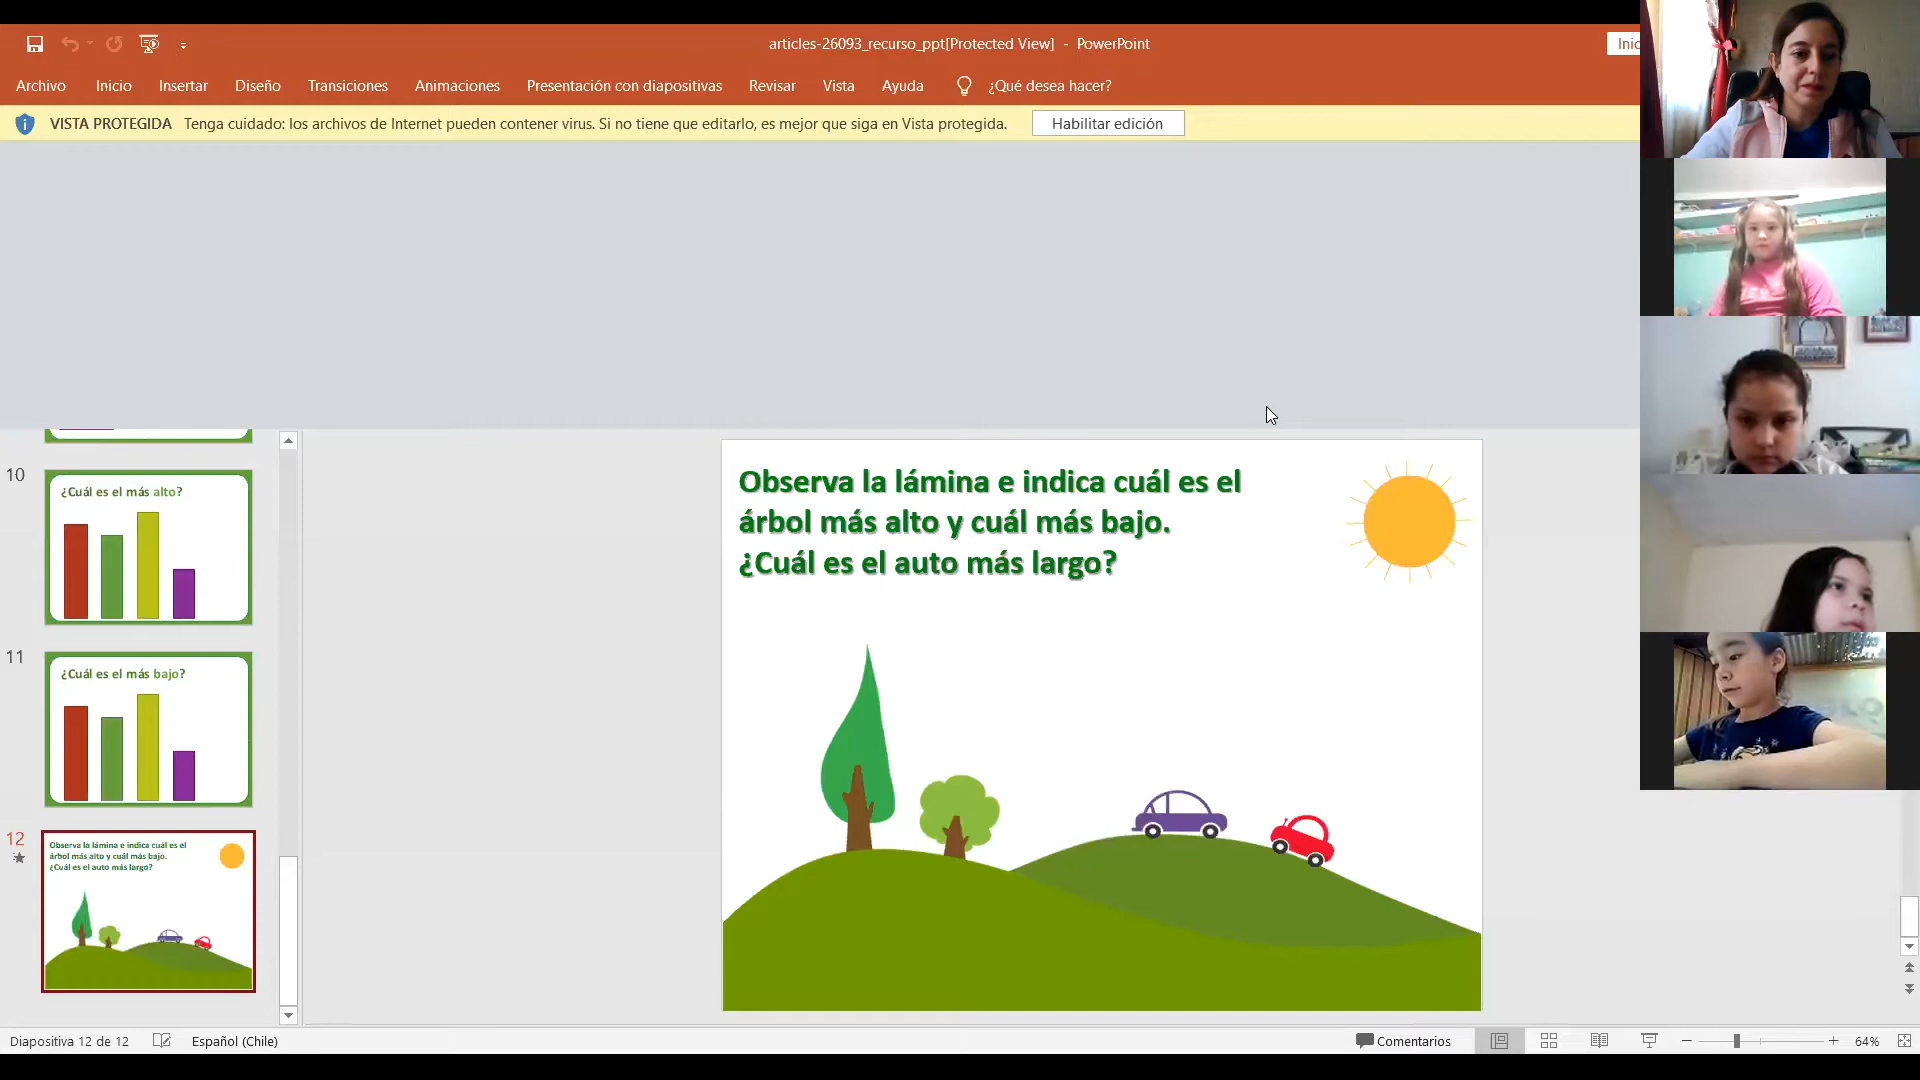 articles-26093_recurso_ppt[Protected View] - PowerPoint
Inic
Archivo Inicio Insertar Diseño Transiciones Animaciones Presentación con diapositivas Revisar Vista Ayuda ¿Qué desea hacer?
VISTA PROTEGIDA Tenga cuidado: los archivos de Internet pueden contener virus. Si no tiene que editarlo, es mejor que siga en Vista protegida. Habilitar edición
10
¿Cuál es el más alto?
11
¿Cuál es el más bajo?
12
Observa la lámina e indica cuál es el
árbol más alto y cuál más bajo.
¿Cuál es el auto más largo?
Observa la lámina e indica cuál es el
árbol más alto y cuál más bajo.
¿Cuál es el auto más largo?
Diapositiva 12 de 12 Español (Chile) Comentarios 64%